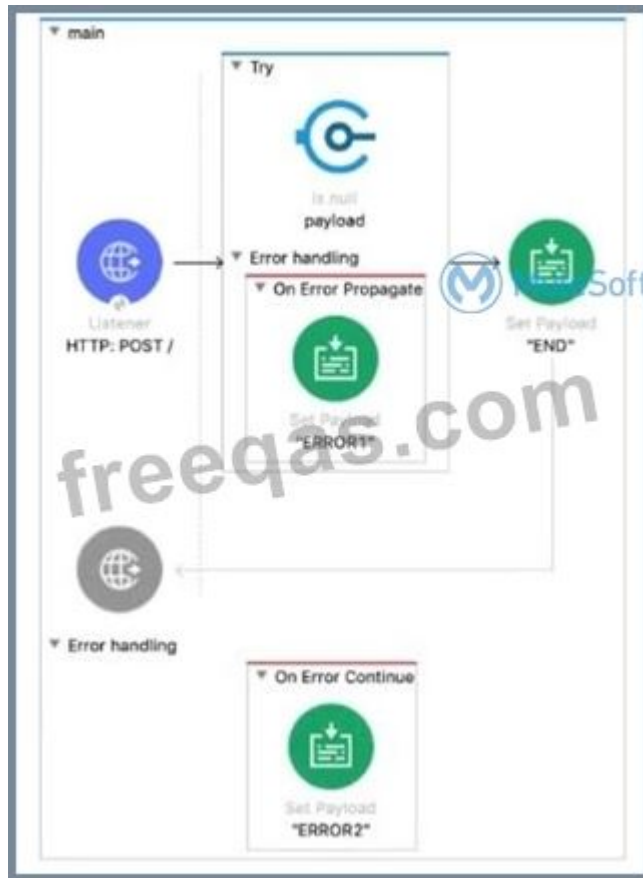 main
Try
Is null
payload
Error handling
On Error Propagate
Set Payload
"ERROR1"
Listener
HTTP: POST /
Set Payload
"END"
freeqas.com
Error handling
On Error Continue
Set Payload
"ERROR2"